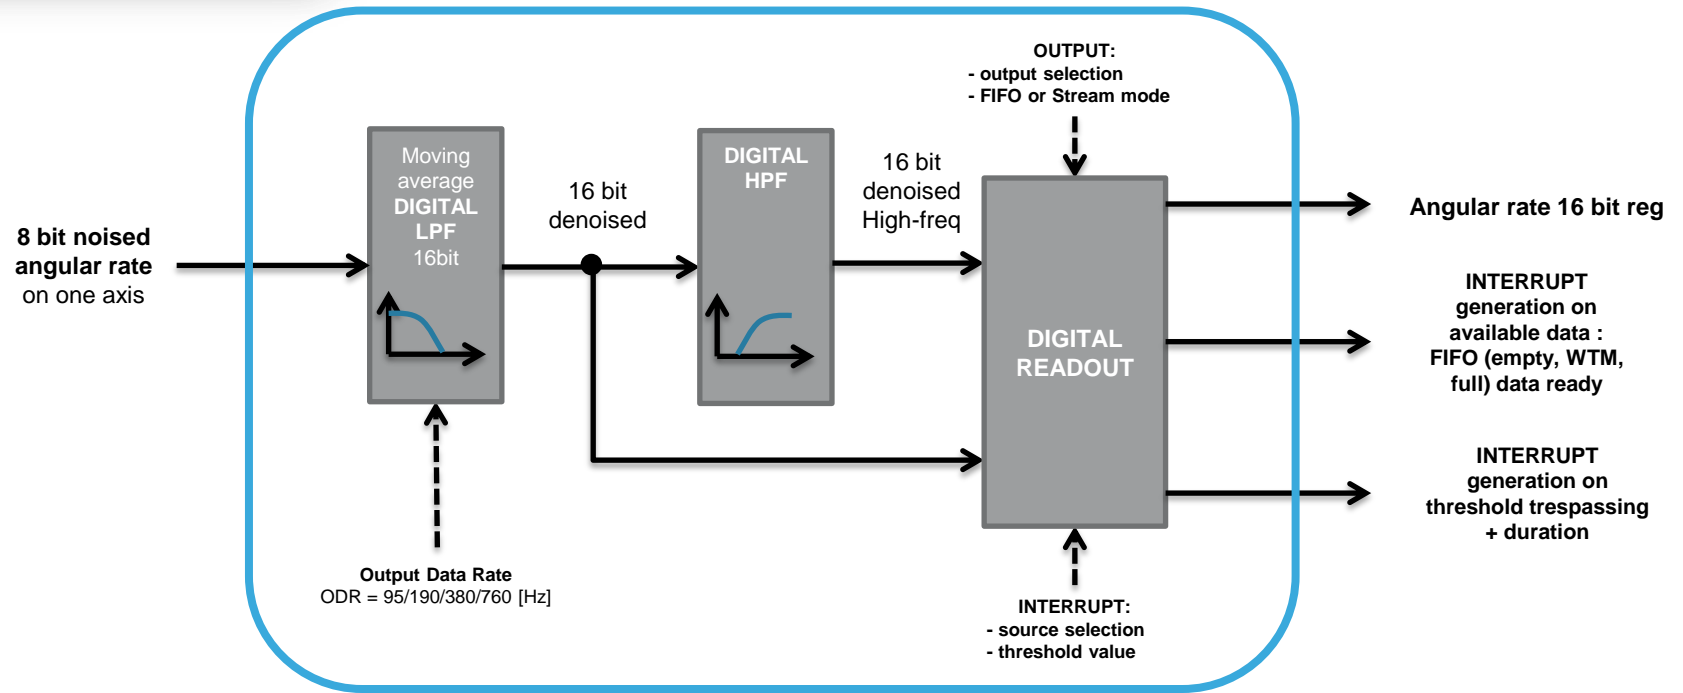 OUTPUT:
- output selection
- FIFO or Stream mode
Moving
average
DIGITAL
LPF
16bit
DIGITAL
HPF
16 bit
denoised
16 bit
denoised
High-freq
8 bit noised
angular rate
on one axis
DIGITAL
READOUT
Angular rate 16 bit reg
INTERRUPT
generation on
available data :
FIFO (empty, WTM,
full) data ready
INTERRUPT
generation on
threshold trespassing
+ duration
Output Data Rate
ODR = 95/190/380/760 [Hz]
INTERRUPT:
- source selection
- threshold value